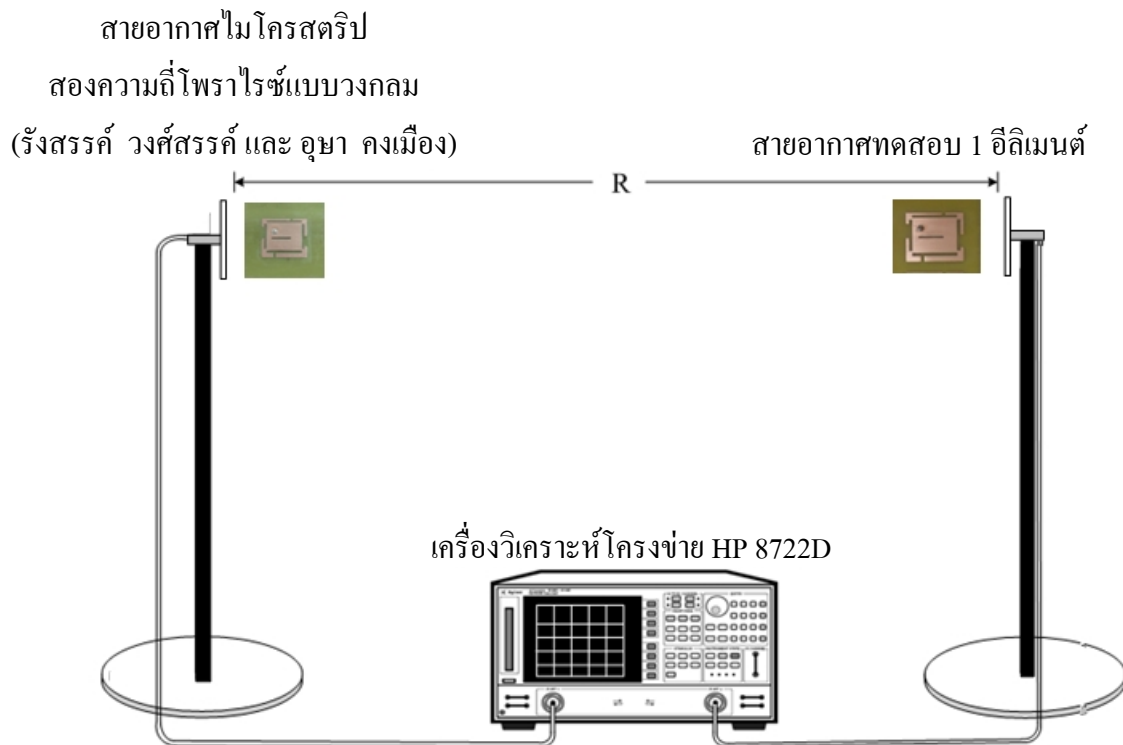 สายอากาศไมโครสตริป
สองความถี่โพราไรซ์แบบวงกลม
(รังสรรค์ วงศ์สรรค์ และ อุษา คงเมือง)
สายอากาศทดสอบ 1 อีลิเมนต์
R
เครื่องวิเคราะห์โครงข่าย HP 8722D